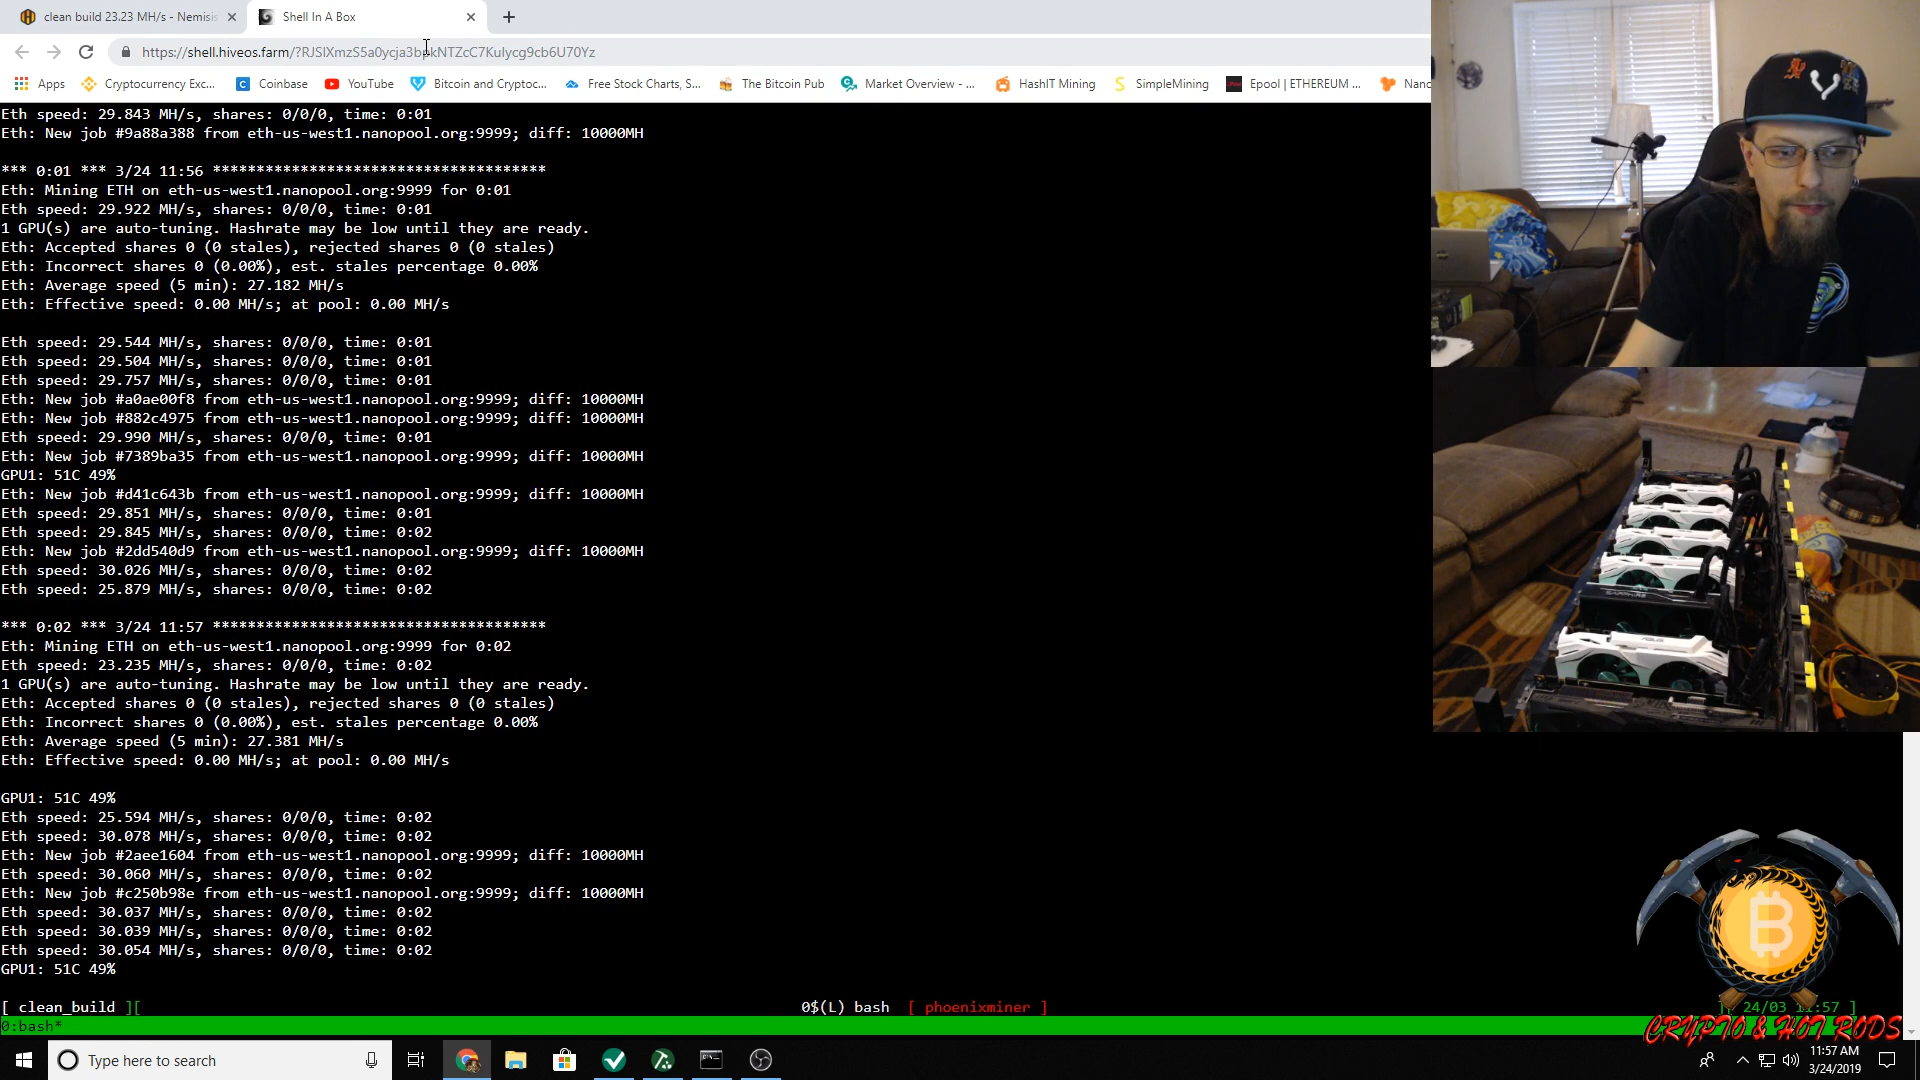 clean build 23.23 MH/s - Nemisis
Shell In A Box
https://shell.hiveos.farm/
Apps
Cryptocurrency Exc...
Coinbase
YouTube
Bitcoin and Cryptoc...
Free Stock Charts, S...
The Bitcoin Pub
Market Overview - ...
HashIT Mining
SimpleMining
Epool | ETHEREUM ...
Nano
Eth speed: 29.843 MH/s, shares: 0/0/0, time: 0:01
Eth: New job #9a88a388 from eth-us-west1.nanopool.org:9999; diff: 10000MH
*** 0:01 *** 3/24 11:56 **************************************
Eth: Mining ETH on eth-us-west1.nanopool.org:9999 for 0:01
Eth speed: 29.922 MH/s, shares: 0/0/0, time: 0:01
1 GPU(s) are auto-tuning. Hashrate may be low until they are ready.
Eth: Accepted shares 0 (0 stales), rejected shares 0 (0 stales)
Eth: Incorrect shares 0 (0.00%), est. stales percentage 0.00%
Eth: Average speed (5 min): 27.182 MH/s
Eth: Effective speed: 0.00 MH/s; at pool: 0.00 MH/s
Eth speed: 29.544 MH/s, shares: 0/0/0, time: 0:01
Eth speed: 29.504 MH/s, shares: 0/0/0, time: 0:01
Eth speed: 29.757 MH/s, shares: 0/0/0, time: 0:01
Eth: New job #a0ae00f8 from eth-us-west1.nanopool.org:9999; diff: 10000MH
Eth: New job #882c4975 from eth-us-west1.nanopool.org:9999; diff: 10000MH
Eth speed: 29.990 MH/s, shares: 0/0/0, time: 0:01
Eth: New job #7389ba35 from eth-us-west1.nanopool.org:9999; diff: 10000MH
GPU1: 51C 49%
Eth: New job #d41c643b from eth-us-west1.nanopool.org:9999; diff: 10000MH
Eth speed: 29.851 MH/s, shares: 0/0/0, time: 0:01
Eth speed: 29.845 MH/s, shares: 0/0/0, time: 0:02
Eth: New job #2dd540d9 from eth-us-west1.nanopool.org:9999; diff: 10000MH
Eth speed: 30.026 MH/s, shares: 0/0/0, time: 0:02
Eth speed: 25.879 MH/s, shares: 0/0/0, time: 0:02
*** 0:02 *** 3/24 11:57 **************************************
Eth: Mining ETH on eth-us-west1.nanopool.org:9999 for 0:02
Eth speed: 23.235 MH/s, shares: 0/0/0, time: 0:02
1 GPU(s) are auto-tuning. Hashrate may be low until they are ready.
Eth: Accepted shares 0 (0 stales), rejected shares 0 (0 stales)
Eth: Incorrect shares 0 (0.00%), est. stales percentage 0.00%
Eth: Average speed (5 min): 27.381 MH/s
Eth: Effective speed: 0.00 MH/s; at pool: 0.00 MH/s
GPU1: 51C 49%
Eth speed: 25.594 MH/s, shares: 0/0/0, time: 0:02
Eth speed: 30.078 MH/s, shares: 0/0/0, time: 0:02
Eth: New job #2aee1604 from eth-us-west1.nanopool.org:9999; diff: 10000MH
Eth speed: 30.060 MH/s, shares: 0/0/0, time: 0:02
Eth: New job #c250b98e from eth-us-west1.nanopool.org:9999; diff: 10000MH
Eth speed: 30.037 MH/s, shares: 0/0/0, time: 0:02
Eth speed: 30.039 MH/s, shares: 0/0/0, time: 0:02
Eth speed: 30.054 MH/s, shares: 0/0/0, time: 0:02
GPU1: 51C 49%
[ clean_build ][ 0$(L) bash [ phoenixminer ] ][ 24/03 11:57 ]
0:bash*
CRYPTO & HOT RODS
Type here to search
11:57 AM
3/24/2019